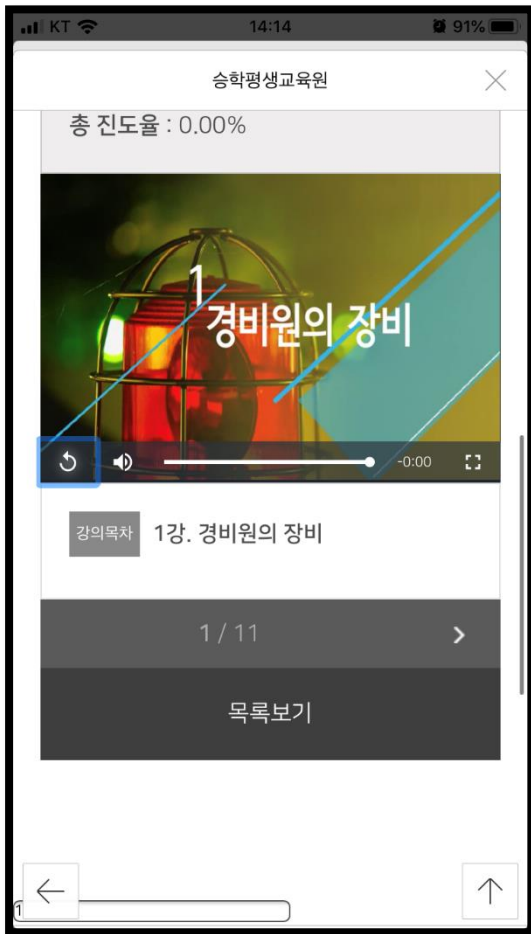 KT 14:14 91%
승학평생교육원
총 진도율 : 0.00%
1
경비원의 장비
-0:00
강의목차 1강. 경비원의 장비
1 / 11
목록보기
1